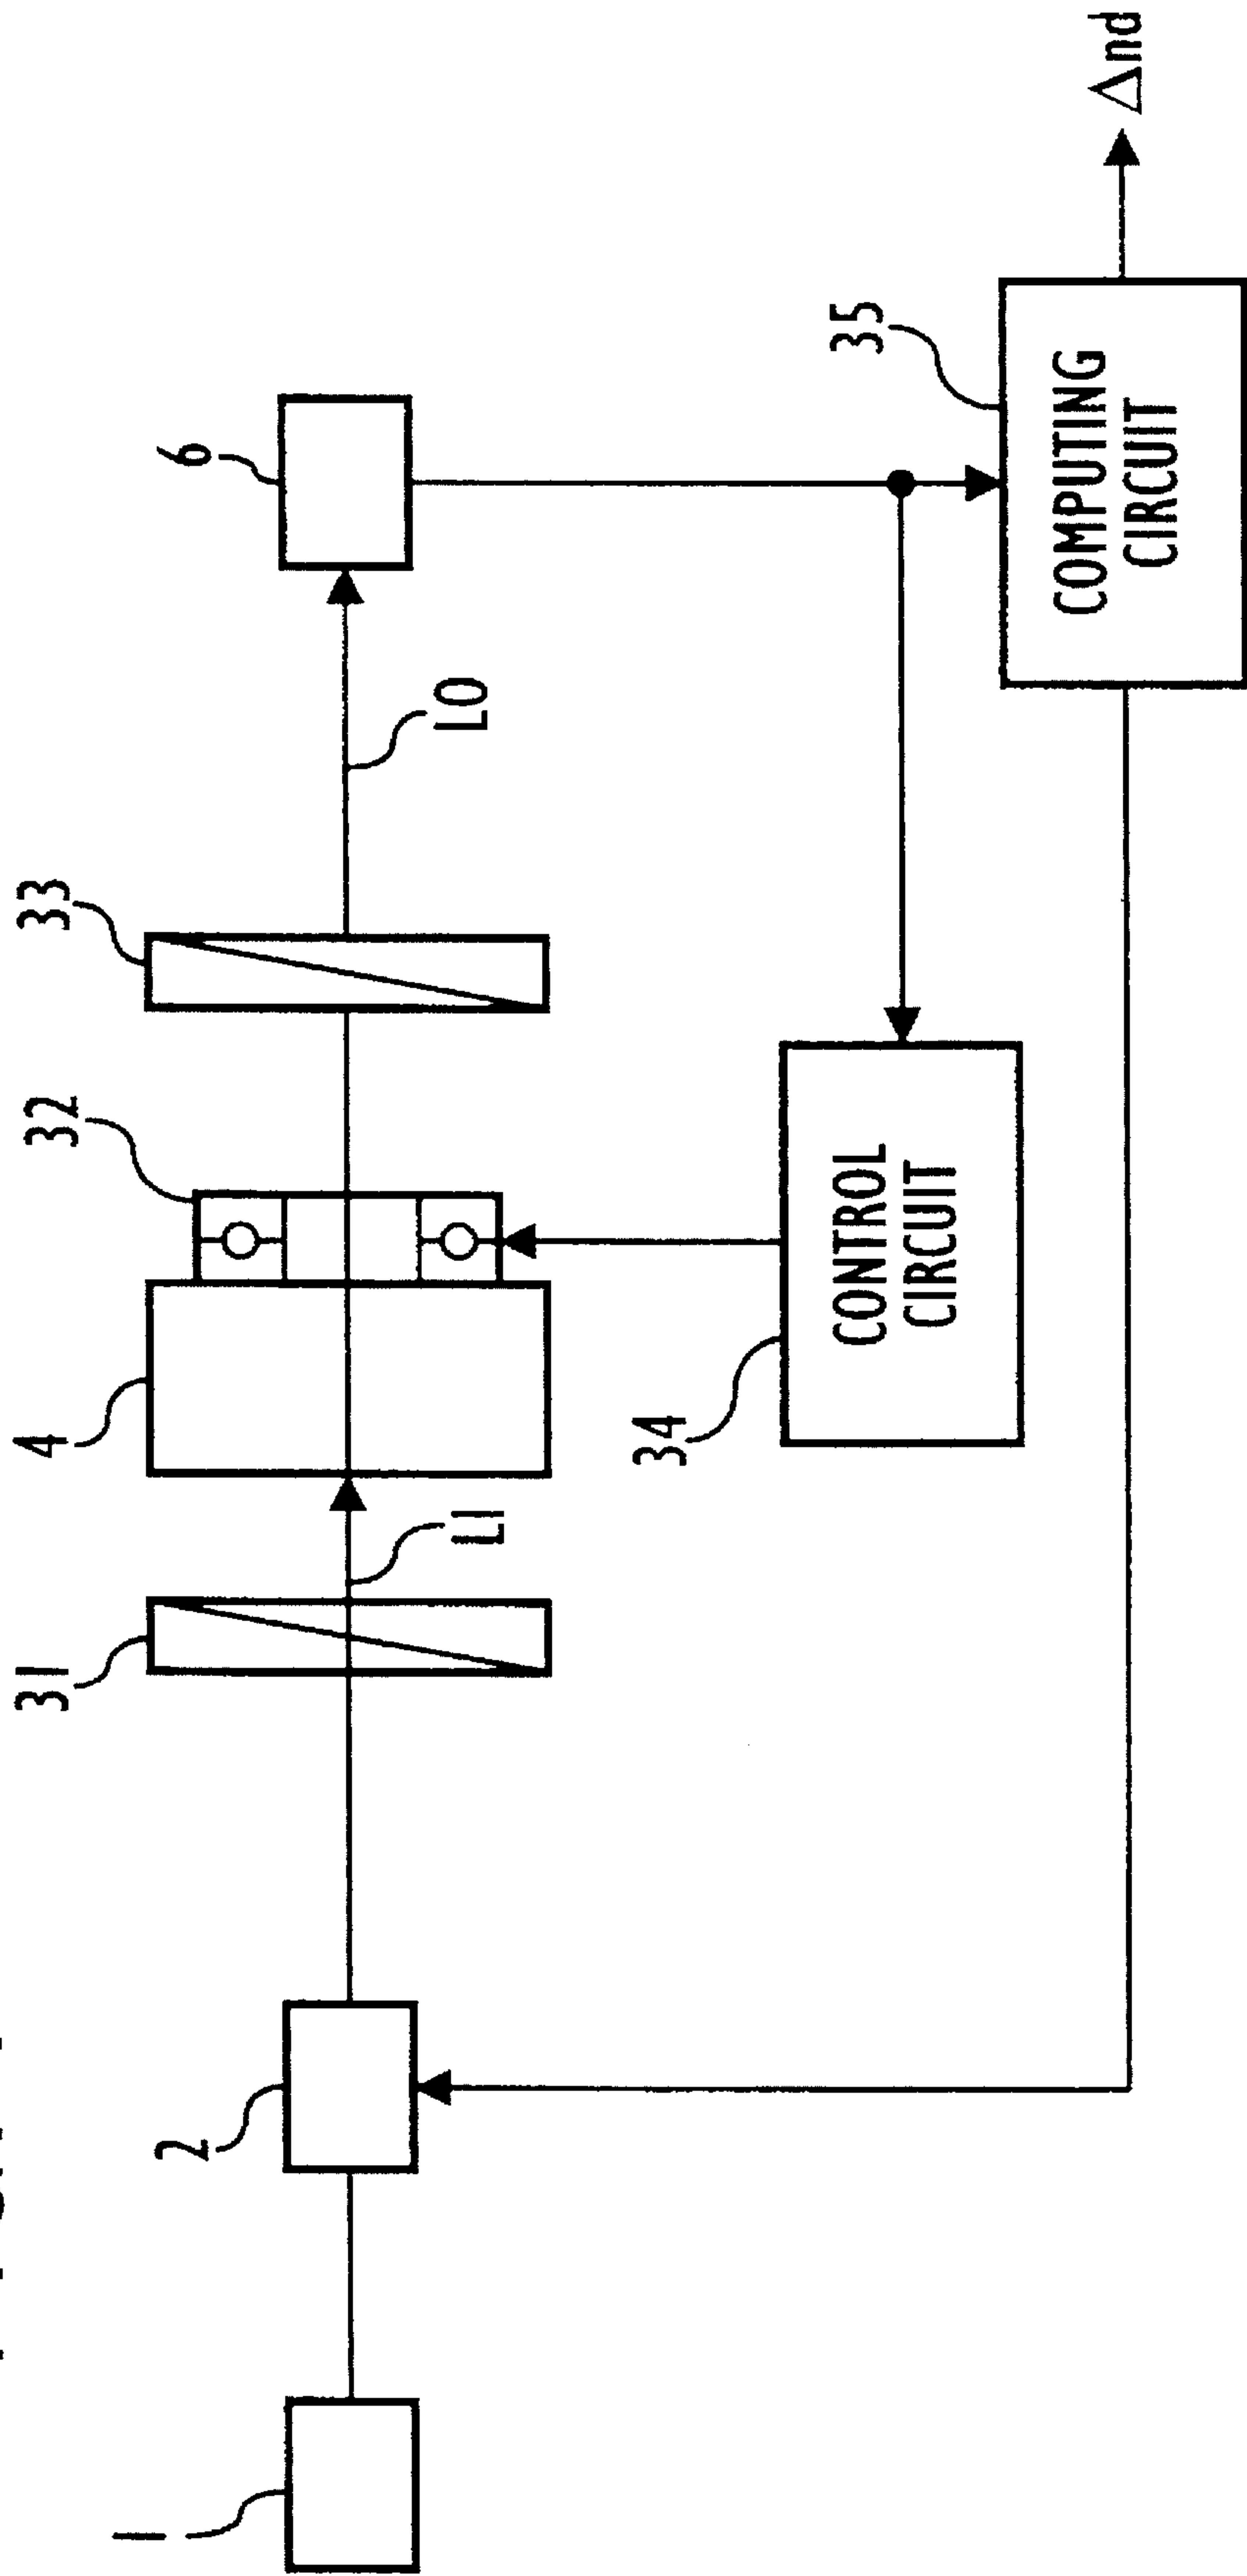 1
2
31
LI
4
32
33
LO
6
34
CONTROL
CIRCUIT
35
COMPUTING
CIRCUIT
Δnd